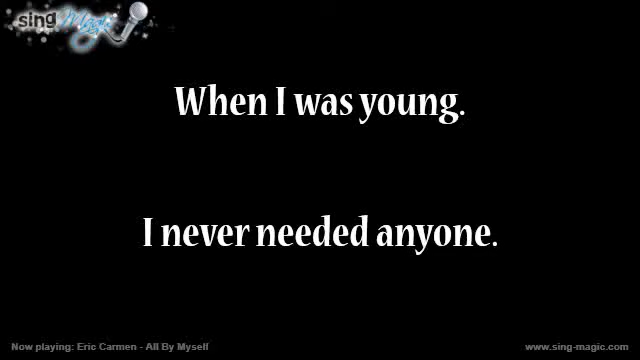 sing Magic
When I was young.
I never needed anyone.
Now playing: Eric Carmen - All By Myself
www.sing-magic.com